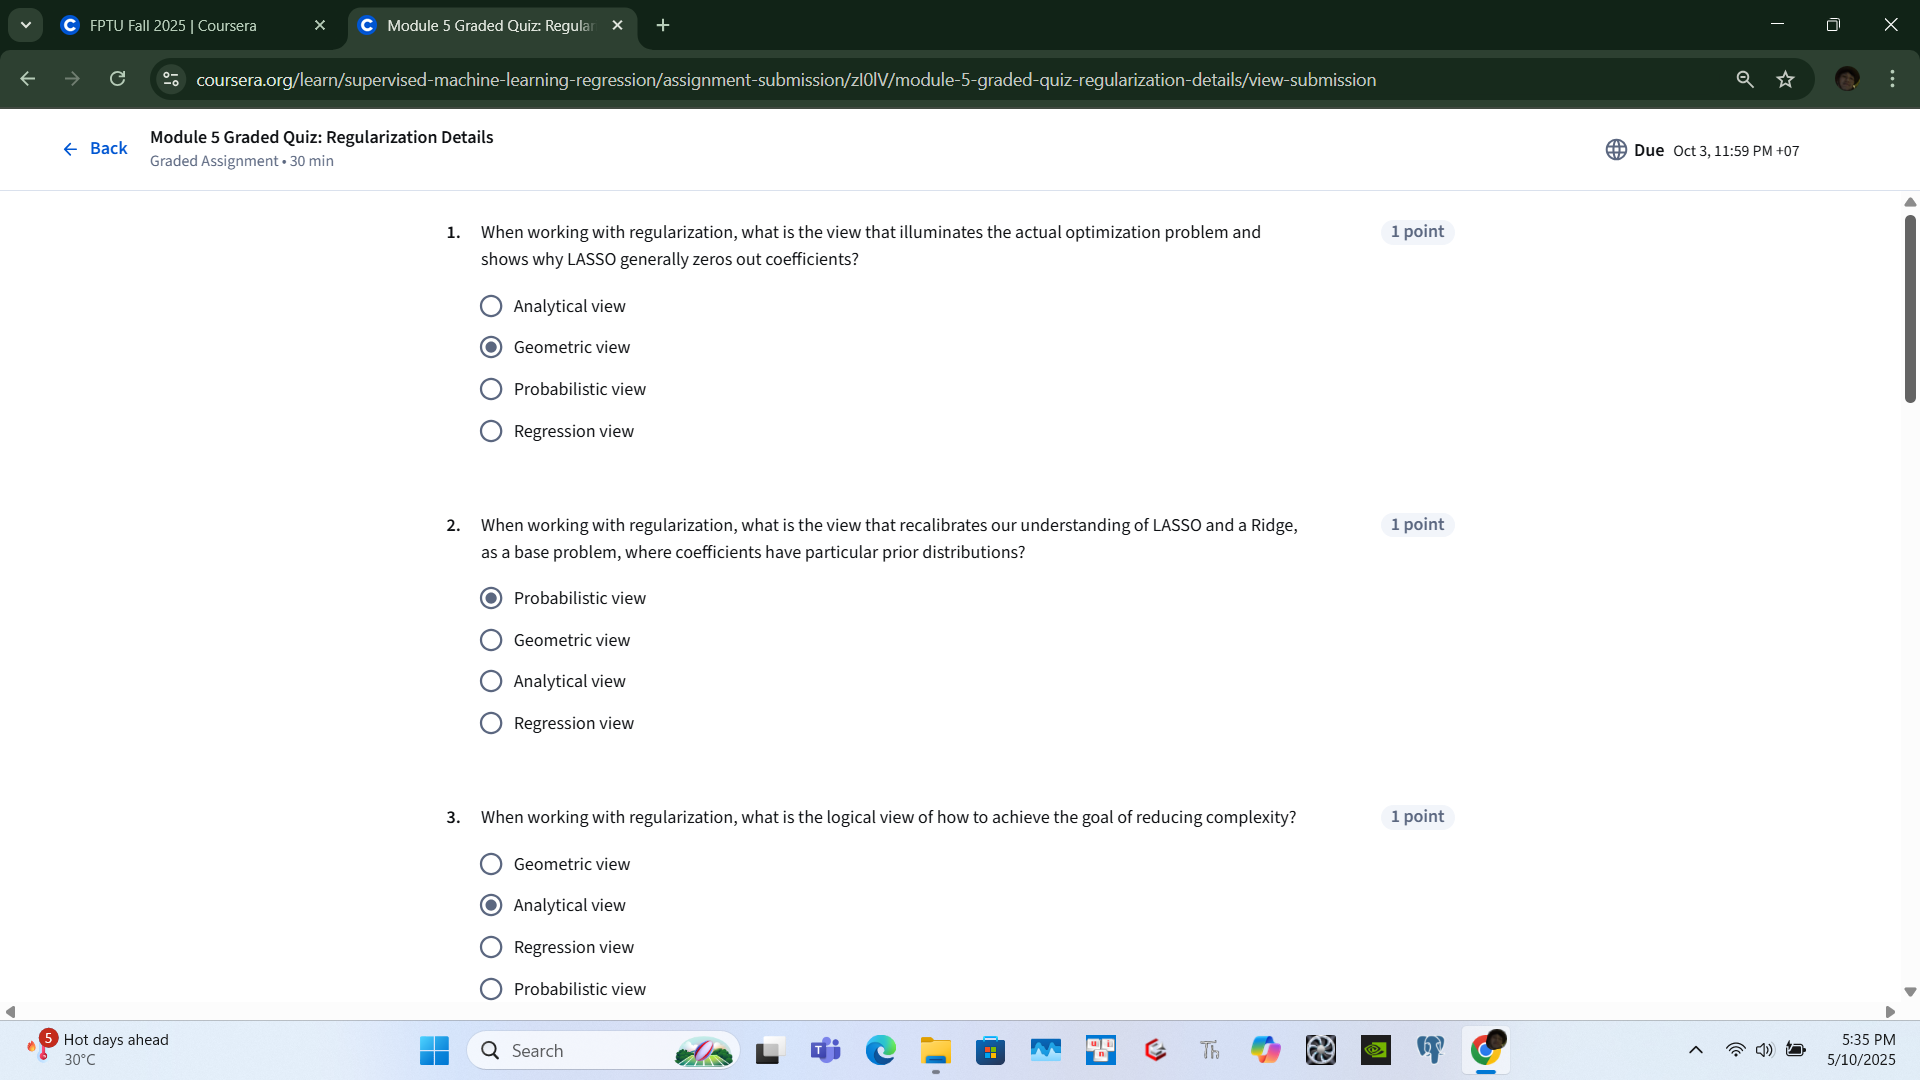 FPTU Fall 2025 | Coursera
Module 5 Graded Quiz: Regular
coursera.org/learn/supervised-machine-learning-regression/assignment-submission/zI0lV/module-5-graded-quiz-regularization-details/view-submission
Back
Module 5 Graded Quiz: Regularization Details
Graded Assignment • 30 min
Due Oct 3, 11:59 PM +07
1. When working with regularization, what is the view that illuminates the actual optimization problem and
shows why LASSO generally zeros out coefficients?
1 point
Analytical view
Geometric view
Probabilistic view
Regression view
2. When working with regularization, what is the view that recalibrates our understanding of LASSO and a Ridge,
as a base problem, where coefficients have particular prior distributions?
1 point
Probabilistic view
Geometric view
Analytical view
Regression view
3. When working with regularization, what is the logical view of how to achieve the goal of reducing complexity?
1 point
Geometric view
Analytical view
Regression view
Probabilistic view
5
Hot days ahead
30°C
Search
Th
5:35 PM
5/10/2025